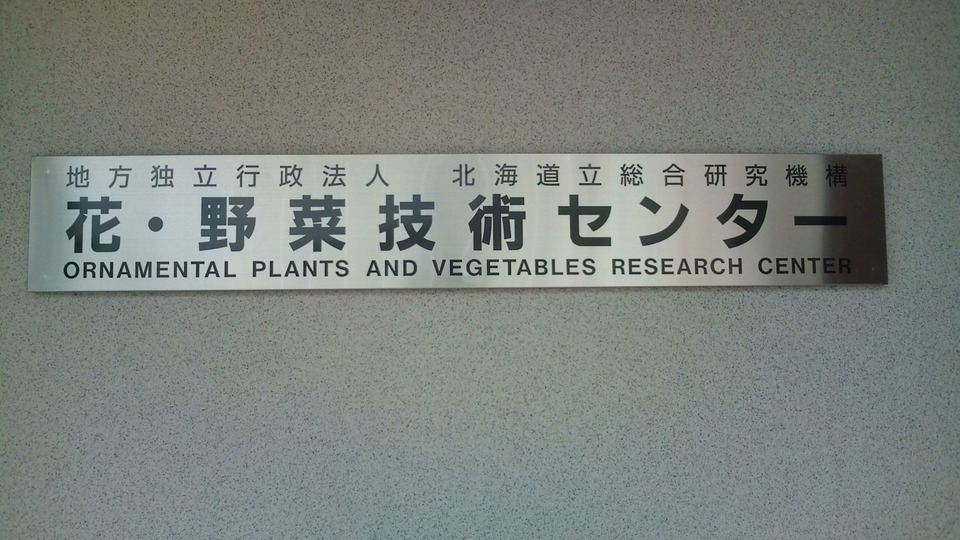 地方独立行政法人 北海道立総合研究機構
花・野菜技術センター
ORNAMENTAL PLANTS AND VEGETABLES RESEARCH CENTER